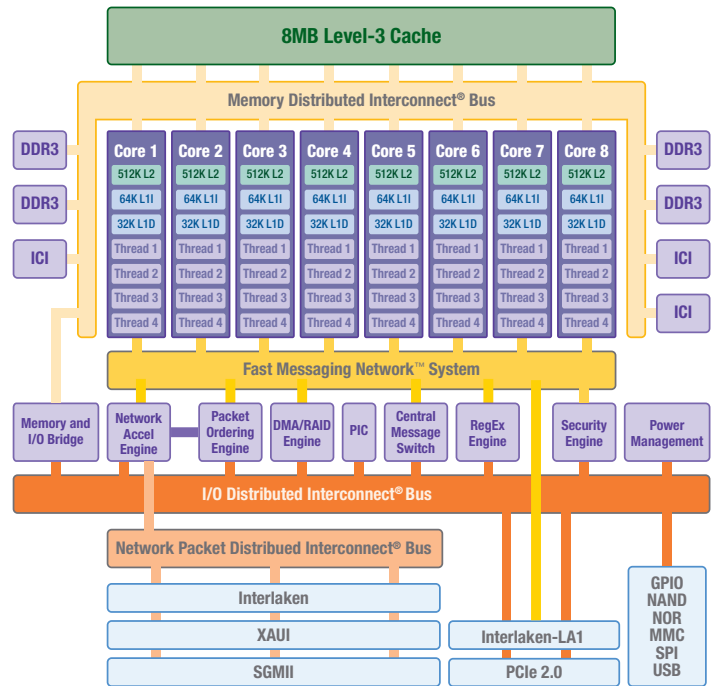 8MB Level-3 Cache
Memory Distributed Interconnect® Bus
DDR3
DDR3
ICI
Core 1
512K L2
64K L1I
32K L1D
Thread 1
Thread 2
Thread 3
Thread 4
Core 2
512K L2
64K L1I
32K L1D
Thread 1
Thread 2
Thread 3
Thread 4
Core 3
512K L2
64K L1I
32K L1D
Thread 1
Thread 2
Thread 3
Thread 4
Core 4
512K L2
64K L1I
32K L1D
Thread 1
Thread 2
Thread 3
Thread 4
Core 5
512K L2
64K L1I
32K L1D
Thread 1
Thread 2
Thread 3
Thread 4
Core 6
512K L2
64K L1I
32K L1D
Thread 1
Thread 2
Thread 3
Thread 4
Core 7
512K L2
64K L1I
32K L1D
Thread 1
Thread 2
Thread 3
Thread 4
Core 8
512K L2
64K L1I
32K L1D
Thread 1
Thread 2
Thread 3
Thread 4
DDR3
DDR3
ICI
ICI
Fast Messaging Network™ System
Memory and
I/O Bridge
Network
Accel
Engine
Packet
Ordering
Engine
DMA/RAID
Engine
PIC
Central
Message
Switch
RegEx
Engine
Security
Engine
Power
Management
I/O Distributed Interconnect® Bus
Network Packet Distribued Interconnect® Bus
Interlaken
XAUI
SGMII
Interlaken-LA1
PCIe 2.0
GPIO
NAND
NOR
MMC
SPI
USB